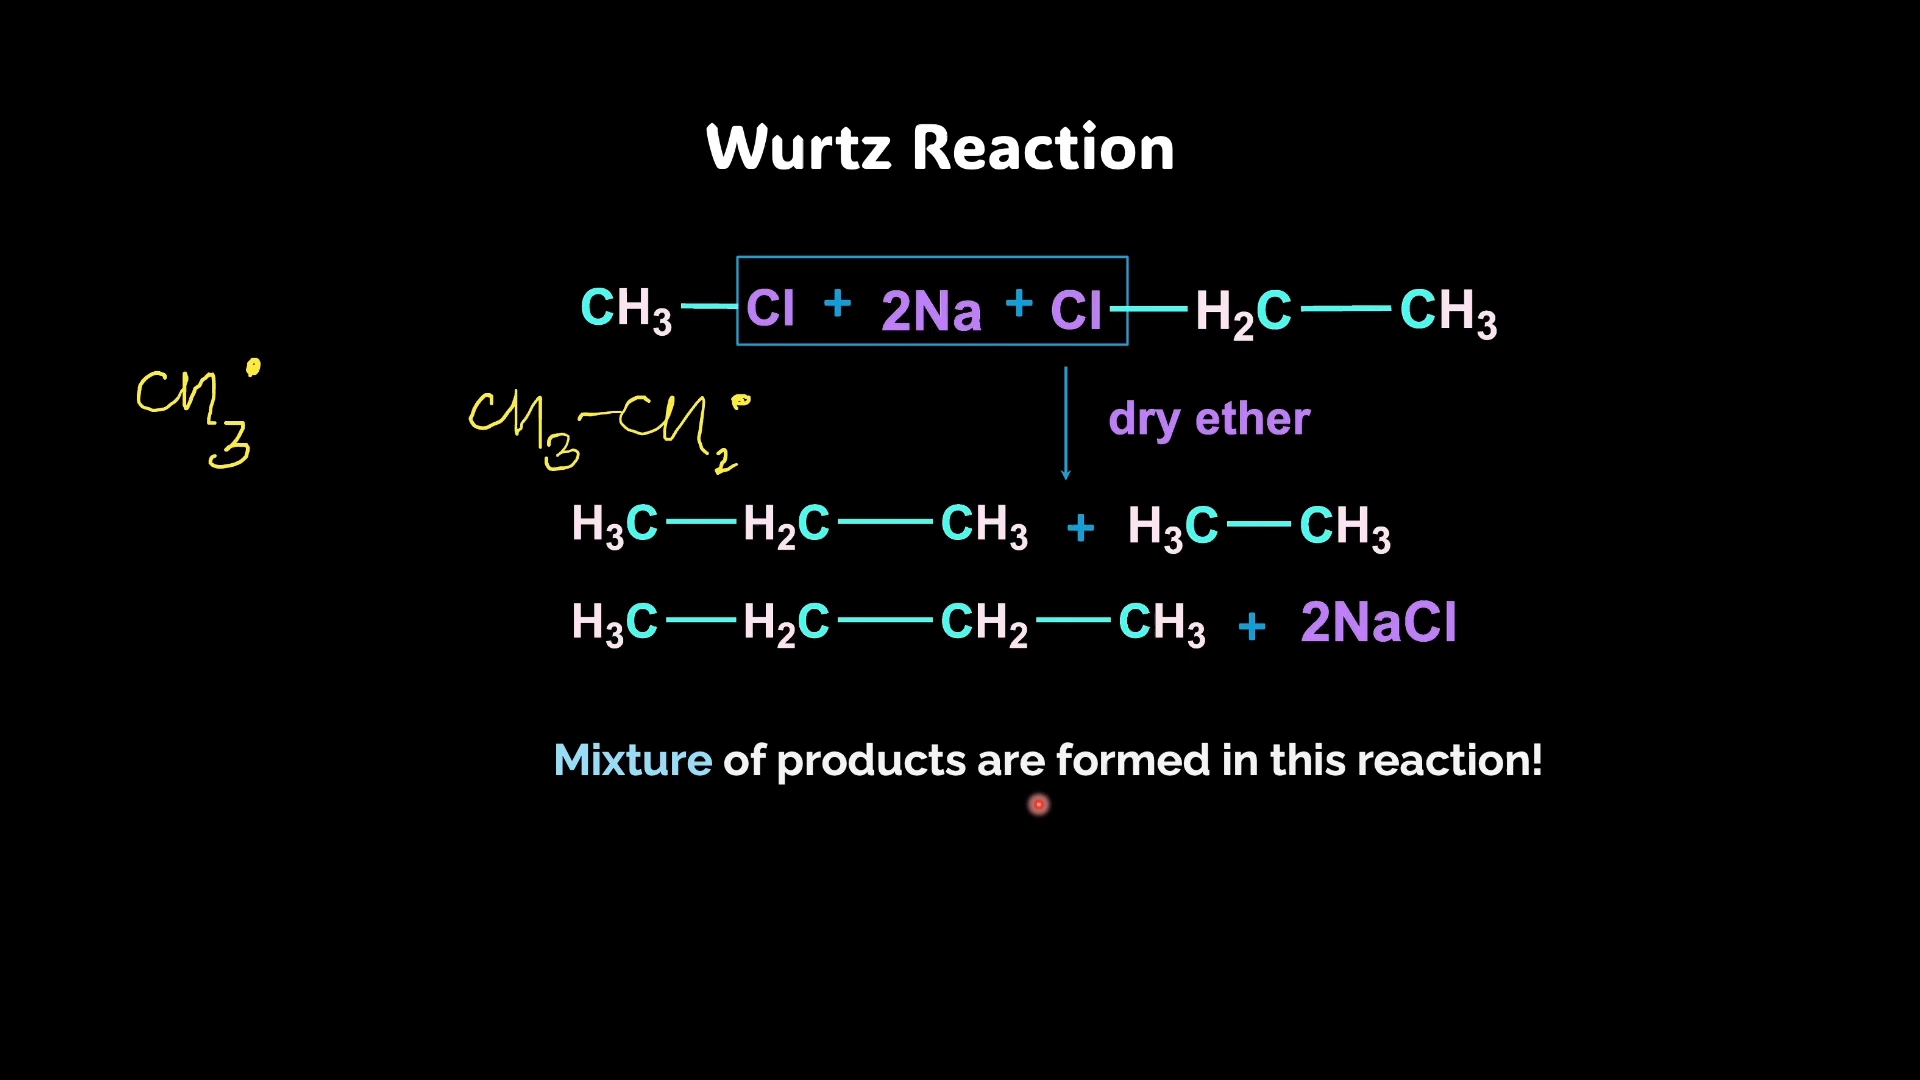 Wurtz Reaction
CH₃—Cl + 2Na + Cl—H₂C—CH₃
CH₃•
CH₃-CH₂•
dry ether
H₃C—H₂C—CH₃ + H₃C—CH₃
H₃C—H₂C—CH₂—CH₃ + 2NaCl
Mixture of products are formed in this reaction!